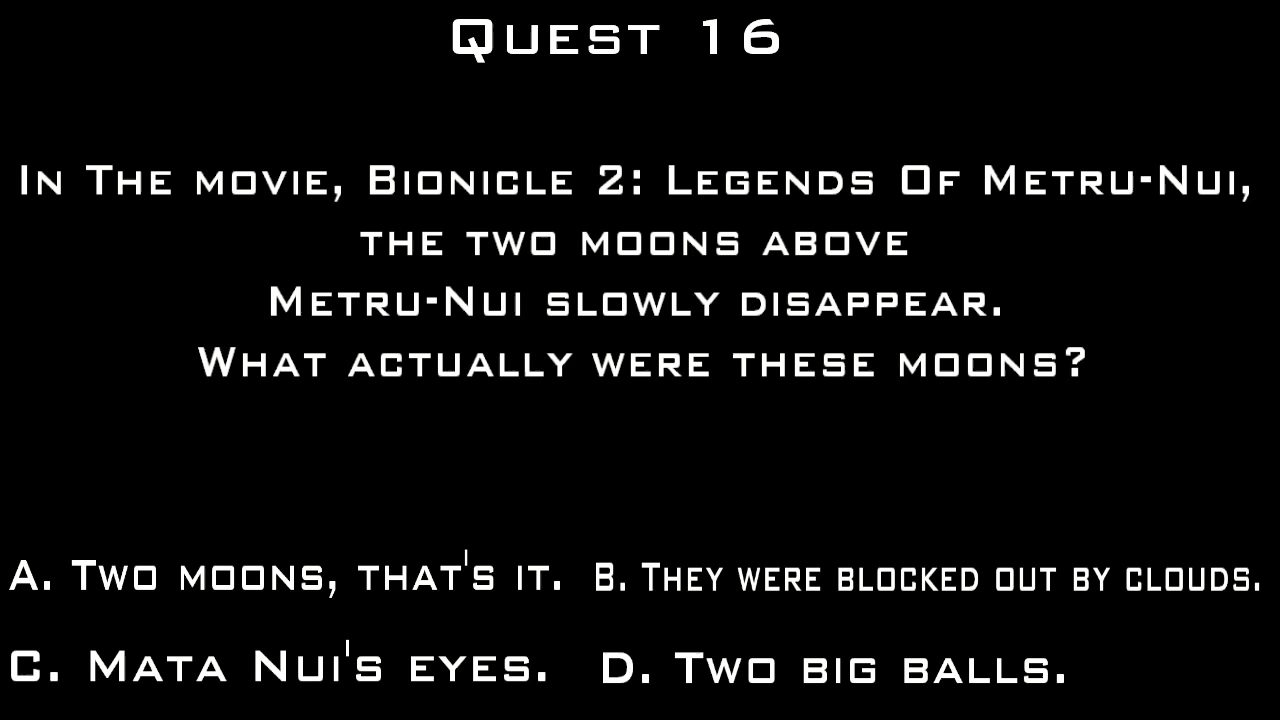 Quest 16
In The movie, Bionicle 2: Legends Of Metru-Nui,
the two moons above
Metru-Nui slowly disappear.
What actually were these moons?
A. Two moons, that's it. B. They were blocked out by clouds.
C. Mata Nui's eyes. D. Two big balls.